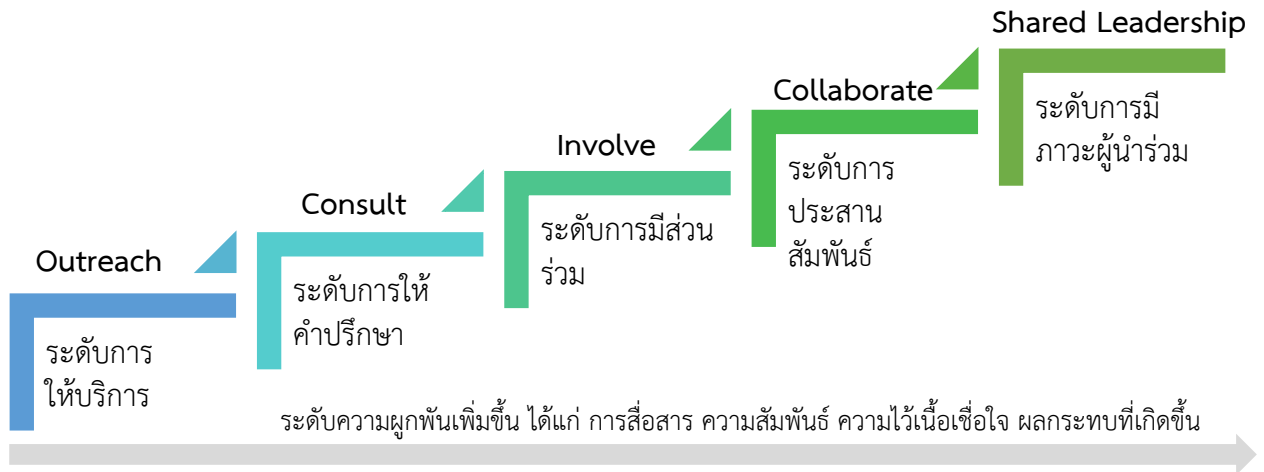 Outreach
ระดับการ
ให้บริการ
Consult
ระดับการให้
คำปรึกษา
Involve
ระดับการมีส่วน
ร่วม
Collaborate
ระดับการ
ประสาน
สัมพันธ์
Shared Leadership
ระดับการมี
ภาวะผู้นำร่วม
ระดับความผูกพันเพิ่มขึ้น ได้แก่ การสื่อสาร ความสัมพันธ์ ความไว้เนื้อเชื่อใจ ผลกระทบที่เกิดขึ้น